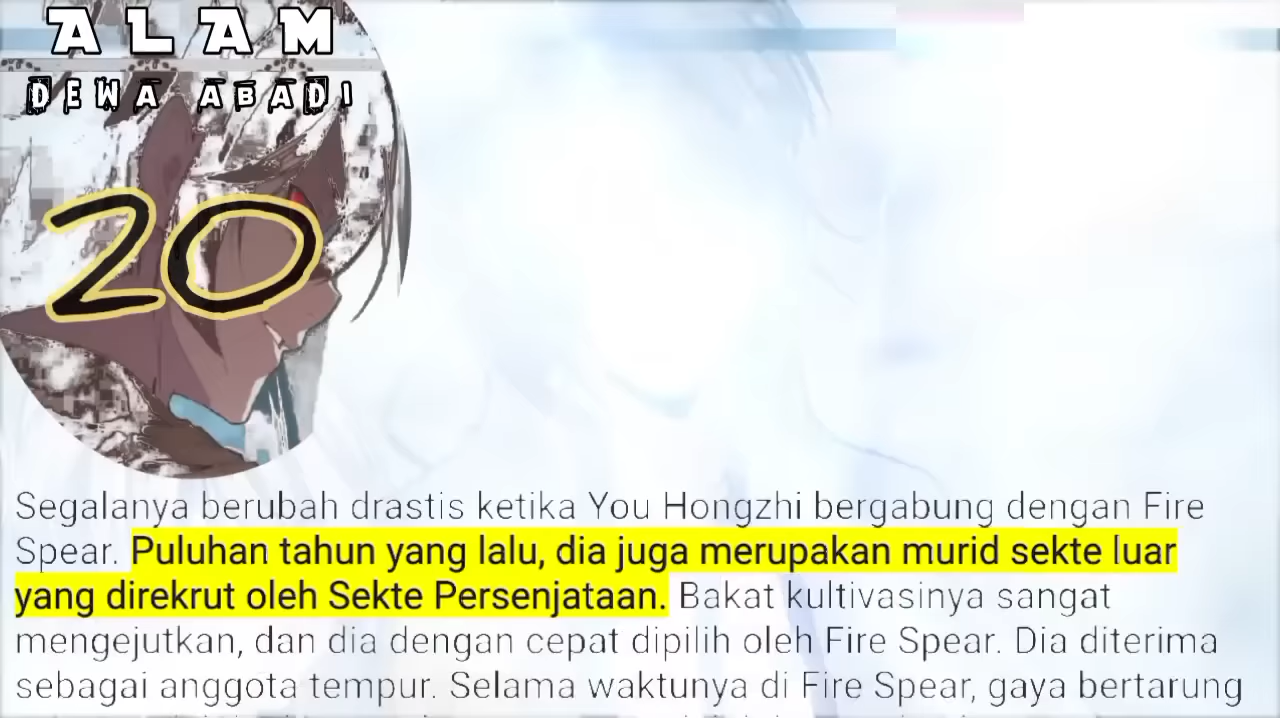 ALAM
DEWA ABADI
20
Segalanya berubah drastis ketika You Hongzhi bergabung dengan Fire
Spear. Puluhan tahun yang lalu, dia juga merupakan murid sekte luar
yang direkrut oleh Sekte Persenjataan. Bakat kultivasinya sangat
mengejutkan, dan dia dengan cepat dipilih oleh Fire Spear. Dia diterima
sebagai anggota tempur. Selama waktunya di Fire Spear, gaya bertarung